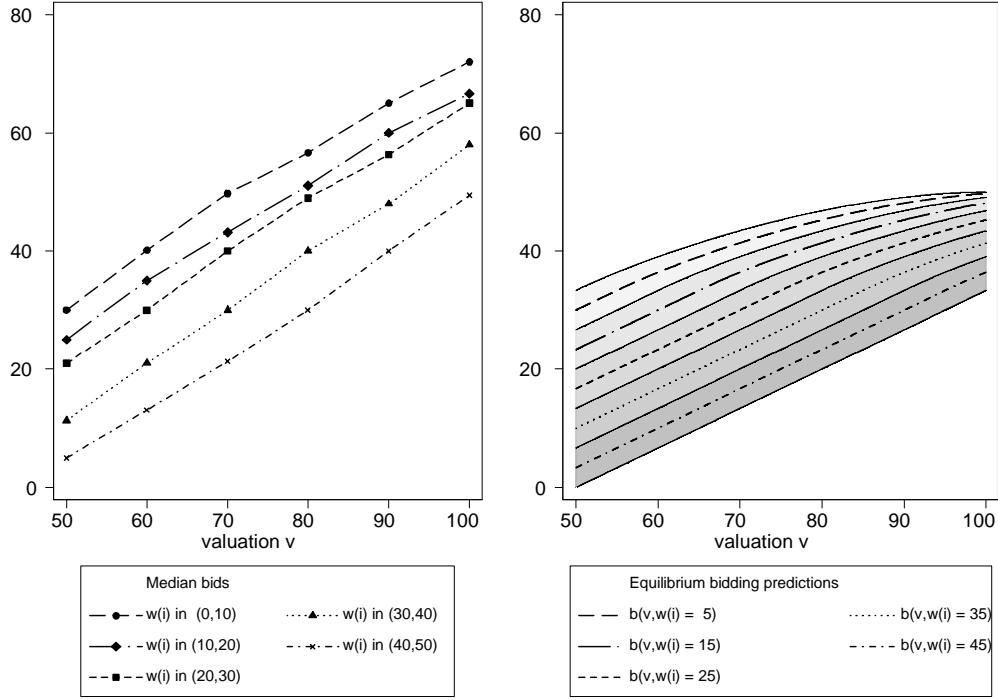 80
60
40
20
0
50 60 70 80 90 100
valuation v
80
60
40
20
0
50 60 70 80 90 100
valuation v
Median bids
w(i) in (0,10)
w(i) in (10,20)
w(i) in (20,30)
w(i) in (30,40)
w(i) in (40,50)
Equilibrium bidding predictions
b(v,w(i) = 5)
b(v,w(i) = 15)
b(v,w(i) = 25)
b(v,w(i) = 35)
b(v,w(i) = 45)